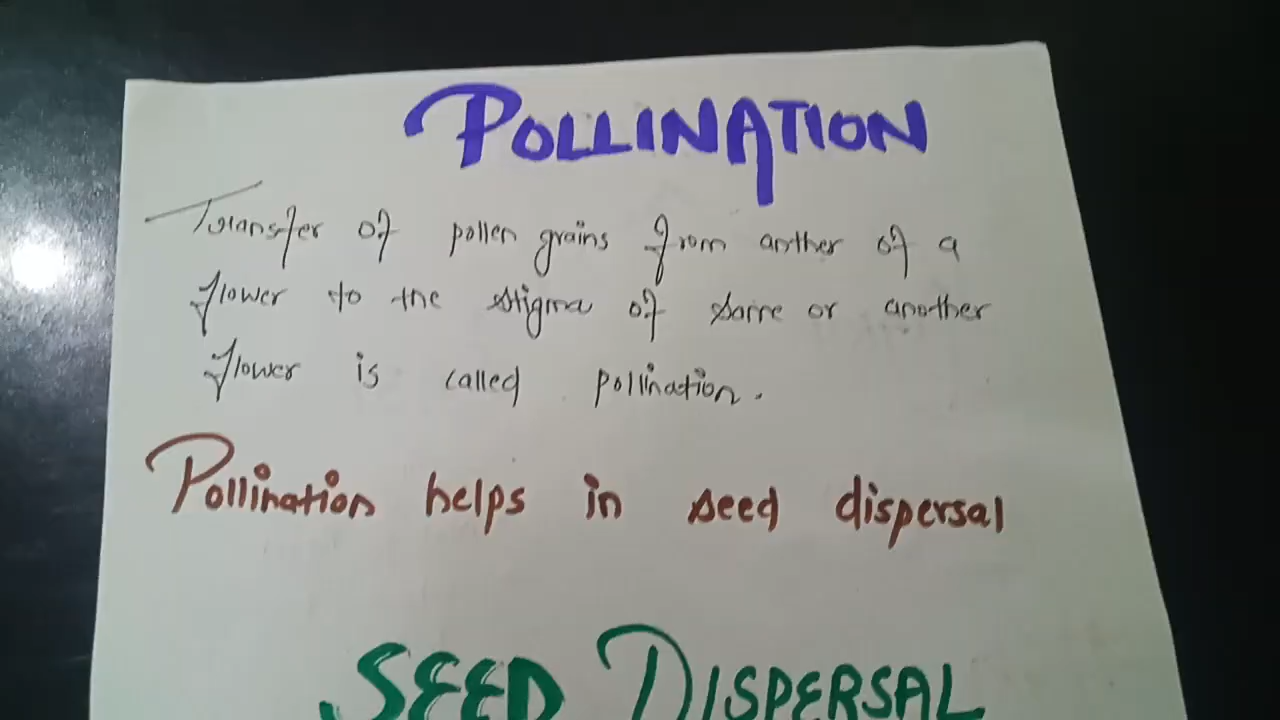 POLLINATION
Transfer of pollen grains from anther of a
flower to the stigma of same or another
flower is called pollination.
Pollination helps in seed dispersal
SEED DISPERSAL